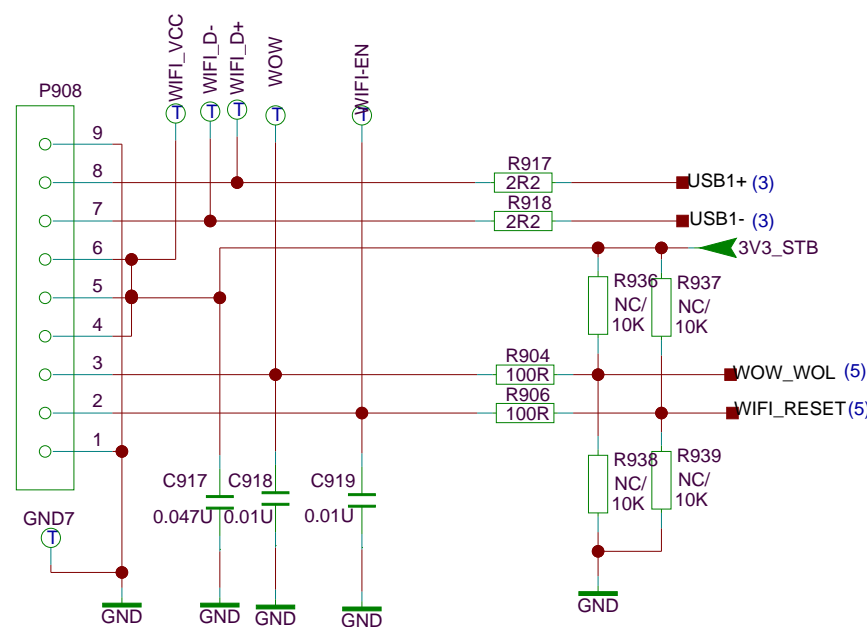 WIFI_VCC
WIFI_D-
WIFI_D+
WOW
WIFI-EN
T
T
T
T
T
P908
9
8
7
6
5
4
3
2
1
R917
2R2
USB1+ (3)
R918
2R2
USB1- (3)
3V3_STB
R936
NC/
10K
R937
NC/
10K
R904
100R
WOW_WOL (5)
R906
100R
WIFI_RESET (5)
R938
NC/
10K
R939
NC/
10K
C917
0.047U
C918
0.01U
C919
0.01U
GND7
T
GND
GND
GND
GND
GND